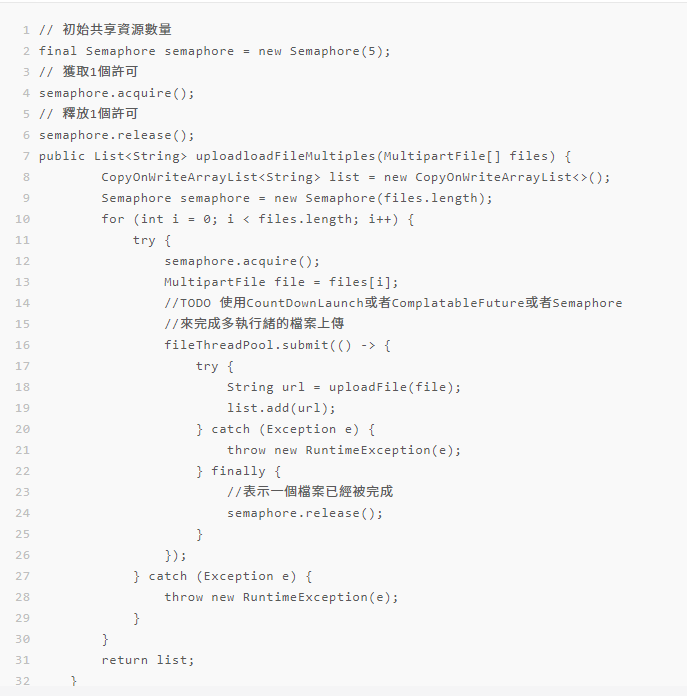 1 // 初始共享資源數量
2 final Semaphore semaphore = new Semaphore(5);
3 // 獲取1個許可
4 semaphore.acquire();
5 // 釋放1個許可
6 semaphore.release();
7 public List<String> uploadloadFileMultiples(MultipartFile[] files) {
8         CopyOnWriteArrayList<String> list = new CopyOnWriteArrayList<>();
9         Semaphore semaphore = new Semaphore(files.length);
10         for (int i = 0; i < files.length; i++) {
11             try {
12                 semaphore.acquire();
13                 MultipartFile file = files[i];
14                 //TODO 使用CountDownLaunch或者ComplatableFuture或者Semaphore
15                 //來完成多執行緒的檔案上傳
16                 fileThreadPool.submit(() -> {
17                     try {
18                         String url = uploadFile(file);
19                         list.add(url);
20                     } catch (Exception e) {
21                         throw new RuntimeException(e);
22                     } finally {
23                         //表示一個檔案已經被完成
24                         semaphore.release();
25                     }
26                 });
27             } catch (Exception e) {
28                 throw new RuntimeException(e);
29             }
30         }
31         return list;
32     }